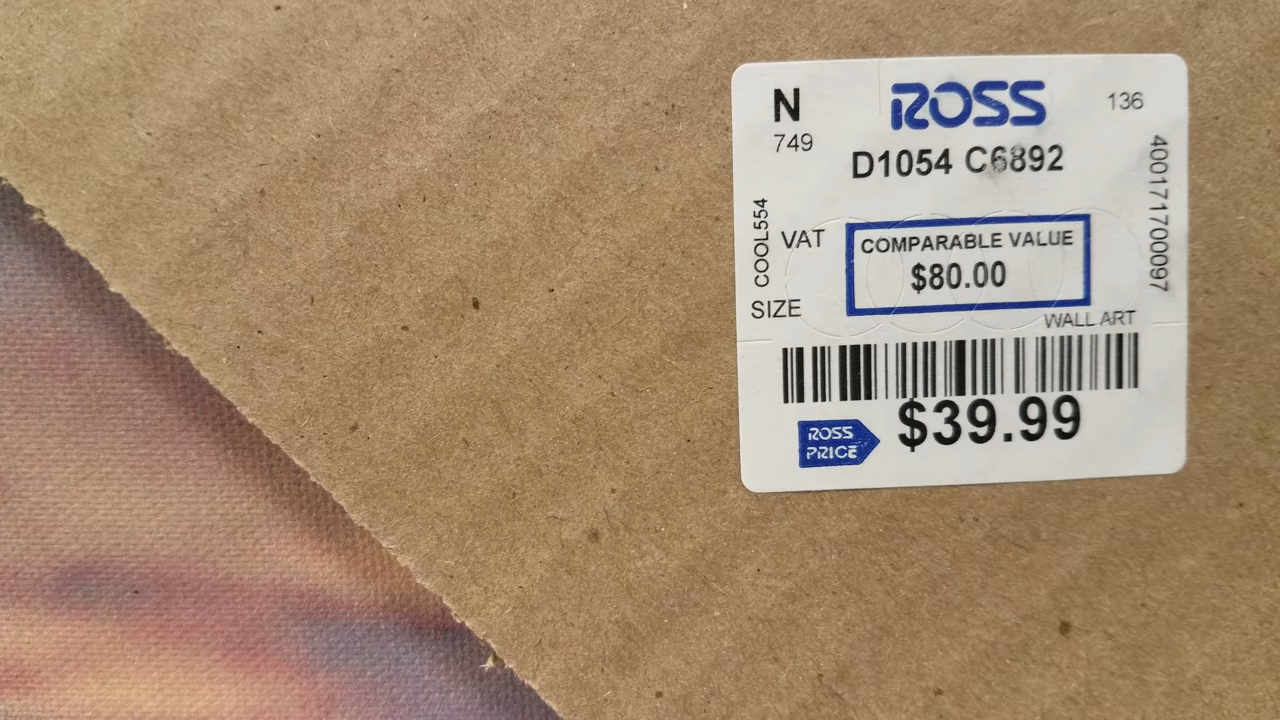 N
ROSS
136
749
D1054 C6892
400171700097
COOL554
VAT
COMPARABLE VALUE
$80.00
SIZE
WALL ART
ROSS
PRICE
$39.99